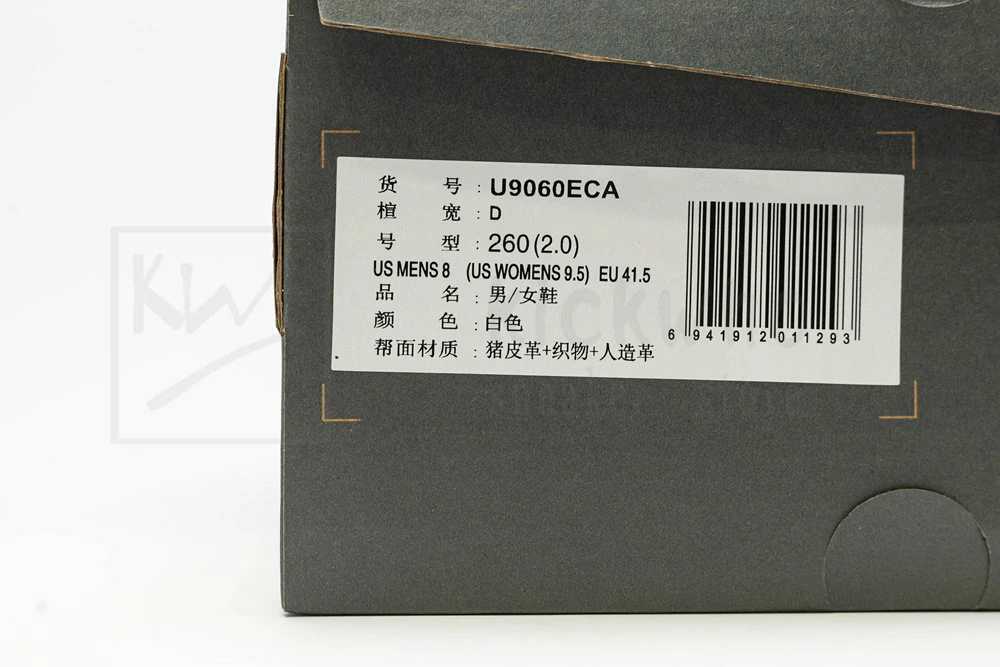 货 号 : U9060ECA
楦 宽 : D
号 型 : 260(2.0)
US MENS 8 (US WOMENS 9.5) EU 41.5
品 名 : 男/女鞋
颜 色 : 白色
帮面材质 : 猪皮革+织物+人造革
6 941912 011293
KW